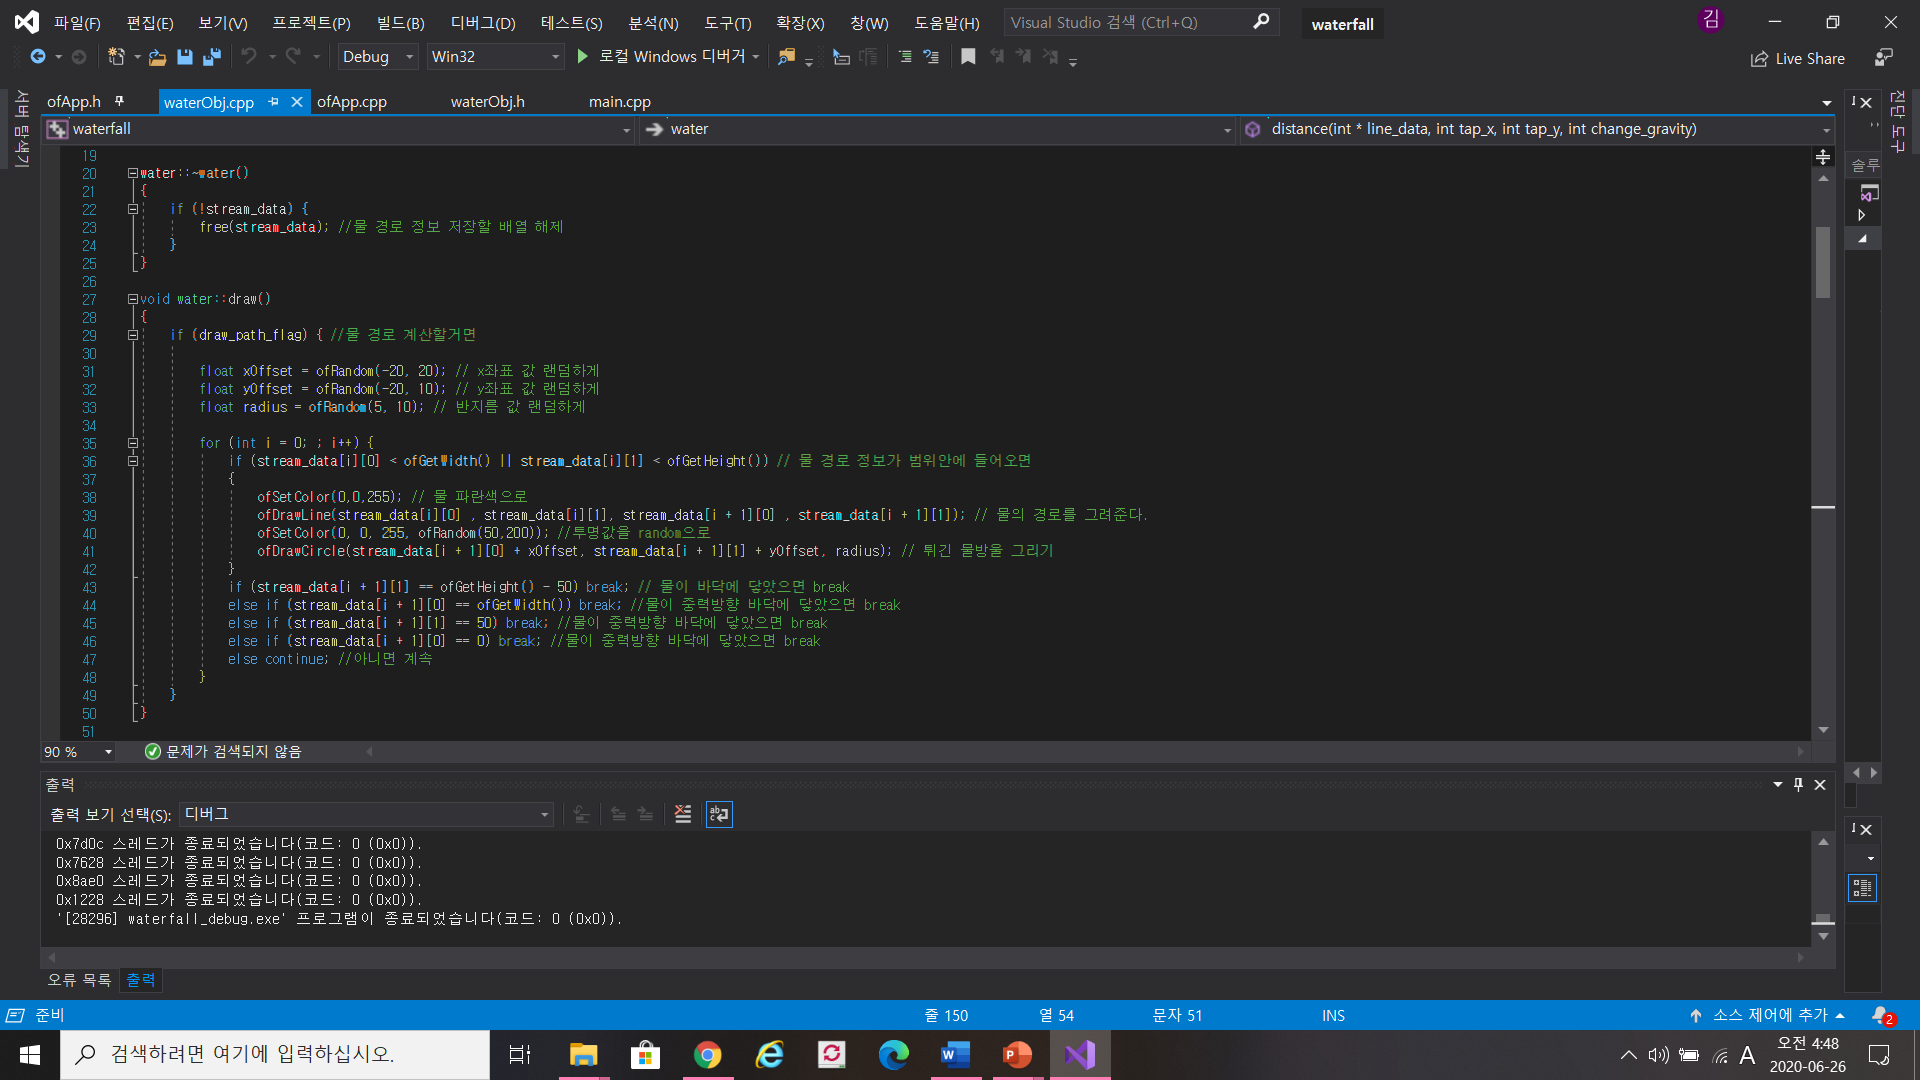 파일(F) 편집(E) 보기(V) 프로젝트(P) 빌드(B) 디버그(D) 테스트(S) 분석(N) 도구(T) 확장(X) 창(W) 도움말(H) Visual Studio 검색 (Ctrl+Q) waterfall 김
Debug Win32 로컬 Windows 디버거 Live Share
서버 탐색기
ofApp.h waterObj.cpp ofApp.cpp waterObj.h main.cpp
waterfall water distance(int * line_data, int tap_x, int tap_y, int change_gravity)
진단 도구
솔루
19
20 water::~water()
21 {
22 if (!stream_data) {
23 free(stream_data); //물 경로 정보 저장할 배열 해제
24 }
25 }
26
27 void water::draw()
28 {
29 if (draw_path_flag) { //물 경로 계산할거면
30
31 float xOffset = ofRandom(-20, 20); // x좌표 값 랜덤하게
32 float yOffset = ofRandom(-20, 10); // y좌표 값 랜덤하게
33 float radius = ofRandom(5, 10); // 반지름 값 랜덤하게
34
35 for (int i = 0; ; i++) {
36 if (stream_data[i][0] < ofGetWidth() || stream_data[i][1] < ofGetHeight()) // 물 경로 정보가 범위안에 들어오면
37 {
38 ofSetColor(0,0,255); // 물 파란색으로
39 ofDrawLine(stream_data[i][0] , stream_data[i][1], stream_data[i + 1][0] , stream_data[i + 1][1]); // 물의 경로를 그려준다.
40 ofSetColor(0, 0, 255, ofRandom(50,200)); //투명값을 random으로
41 ofDrawCircle(stream_data[i + 1][0] + xOffset, stream_data[i + 1][1] + yOffset, radius); // 튀긴 물방울 그리기
42 }
43 if (stream_data[i + 1][1] == ofGetHeight() - 50) break; // 물이 바닥에 닿았으면 break
44 else if (stream_data[i + 1][0] == ofGetWidth()) break; //물이 중력방향 바닥에 닿았으면 break
45 else if (stream_data[i + 1][1] == 50) break; //물이 중력방향 바닥에 닿았으면 break
46 else if (stream_data[i + 1][0] == 0) break; //물이 중력방향 바닥에 닿았으면 break
47 else continue; //아니면 계속
48 }
49 }
50 }
51
90 % 문제가 검색되지 않음
출력
출력 보기 선택(S): 디버그
0x7d0c 스레드가 종료되었습니다(코드: 0 (0x0)).
0x7628 스레드가 종료되었습니다(코드: 0 (0x0)).
0x8ae0 스레드가 종료되었습니다(코드: 0 (0x0)).
0x1228 스레드가 종료되었습니다(코드: 0 (0x0)).
'[28296] waterfall_debug.exe' 프로그램이 종료되었습니다(코드: 0 (0x0)).
오류 목록 출력
준비 줄 150 열 54 문자 51 INS 소스 제어에 추가 2
검색하려면 여기에 입력하십시오. A 오전 4:48
2020-06-26